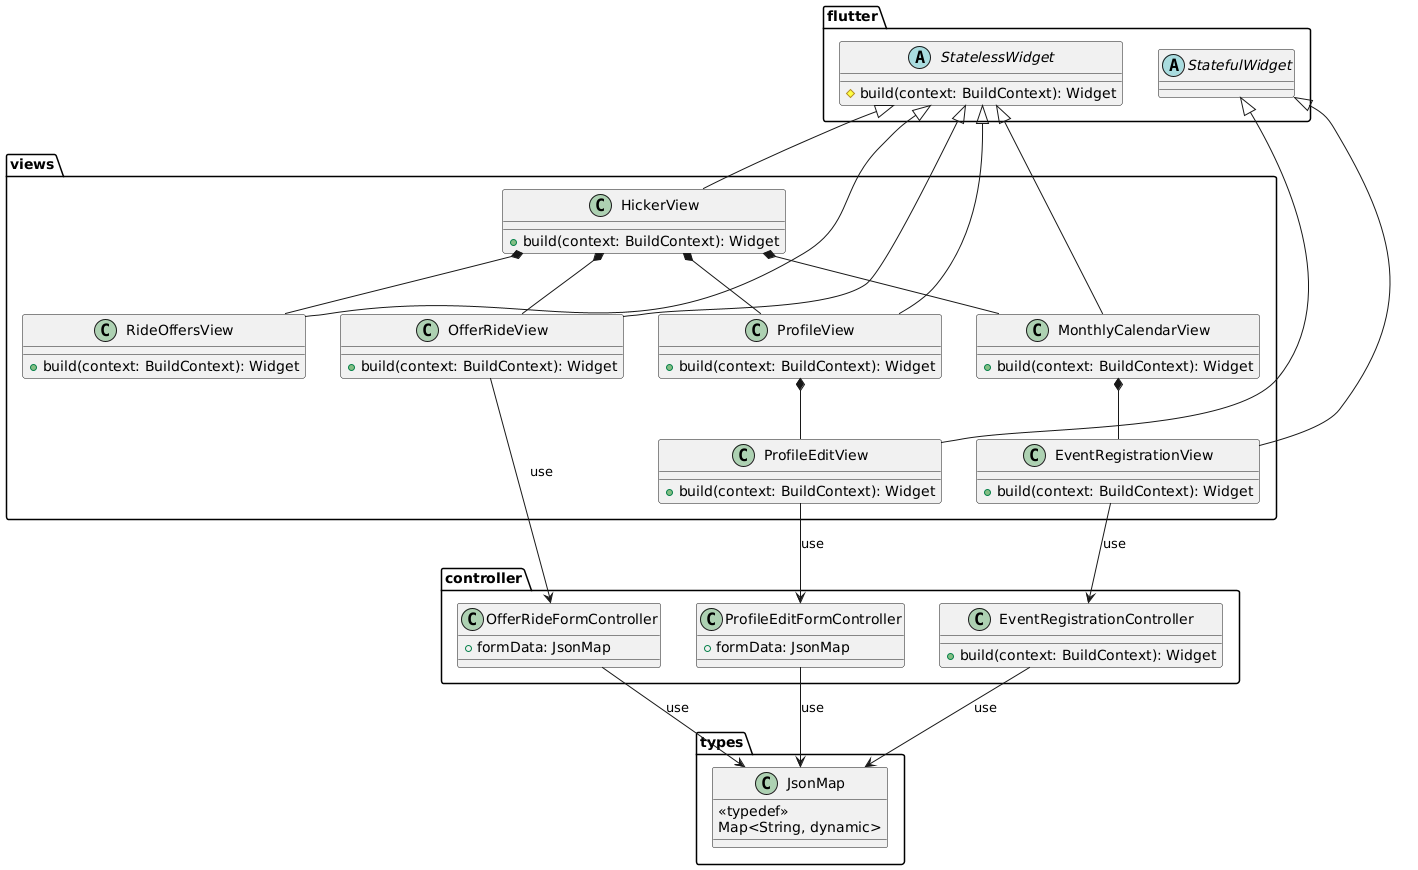 flutter
A StatelessWidget
build(context: BuildContext): Widget
A StatefulWidget
views
C HickerView
build(context: BuildContext): Widget
C RideOffersView
build(context: BuildContext): Widget
C OfferRideView
build(context: BuildContext): Widget
C ProfileView
build(context: BuildContext): Widget
C MonthlyCalendarView
build(context: BuildContext): Widget
C ProfileEditView
build(context: BuildContext): Widget
C EventRegistrationView
build(context: BuildContext): Widget
use
use
use
controller
C OfferRideFormController
formData: JsonMap
C ProfileEditFormController
formData: JsonMap
C EventRegistrationController
build(context: BuildContext): Widget
use
use
use
types
C JsonMap
«typedef»
Map<String, dynamic>